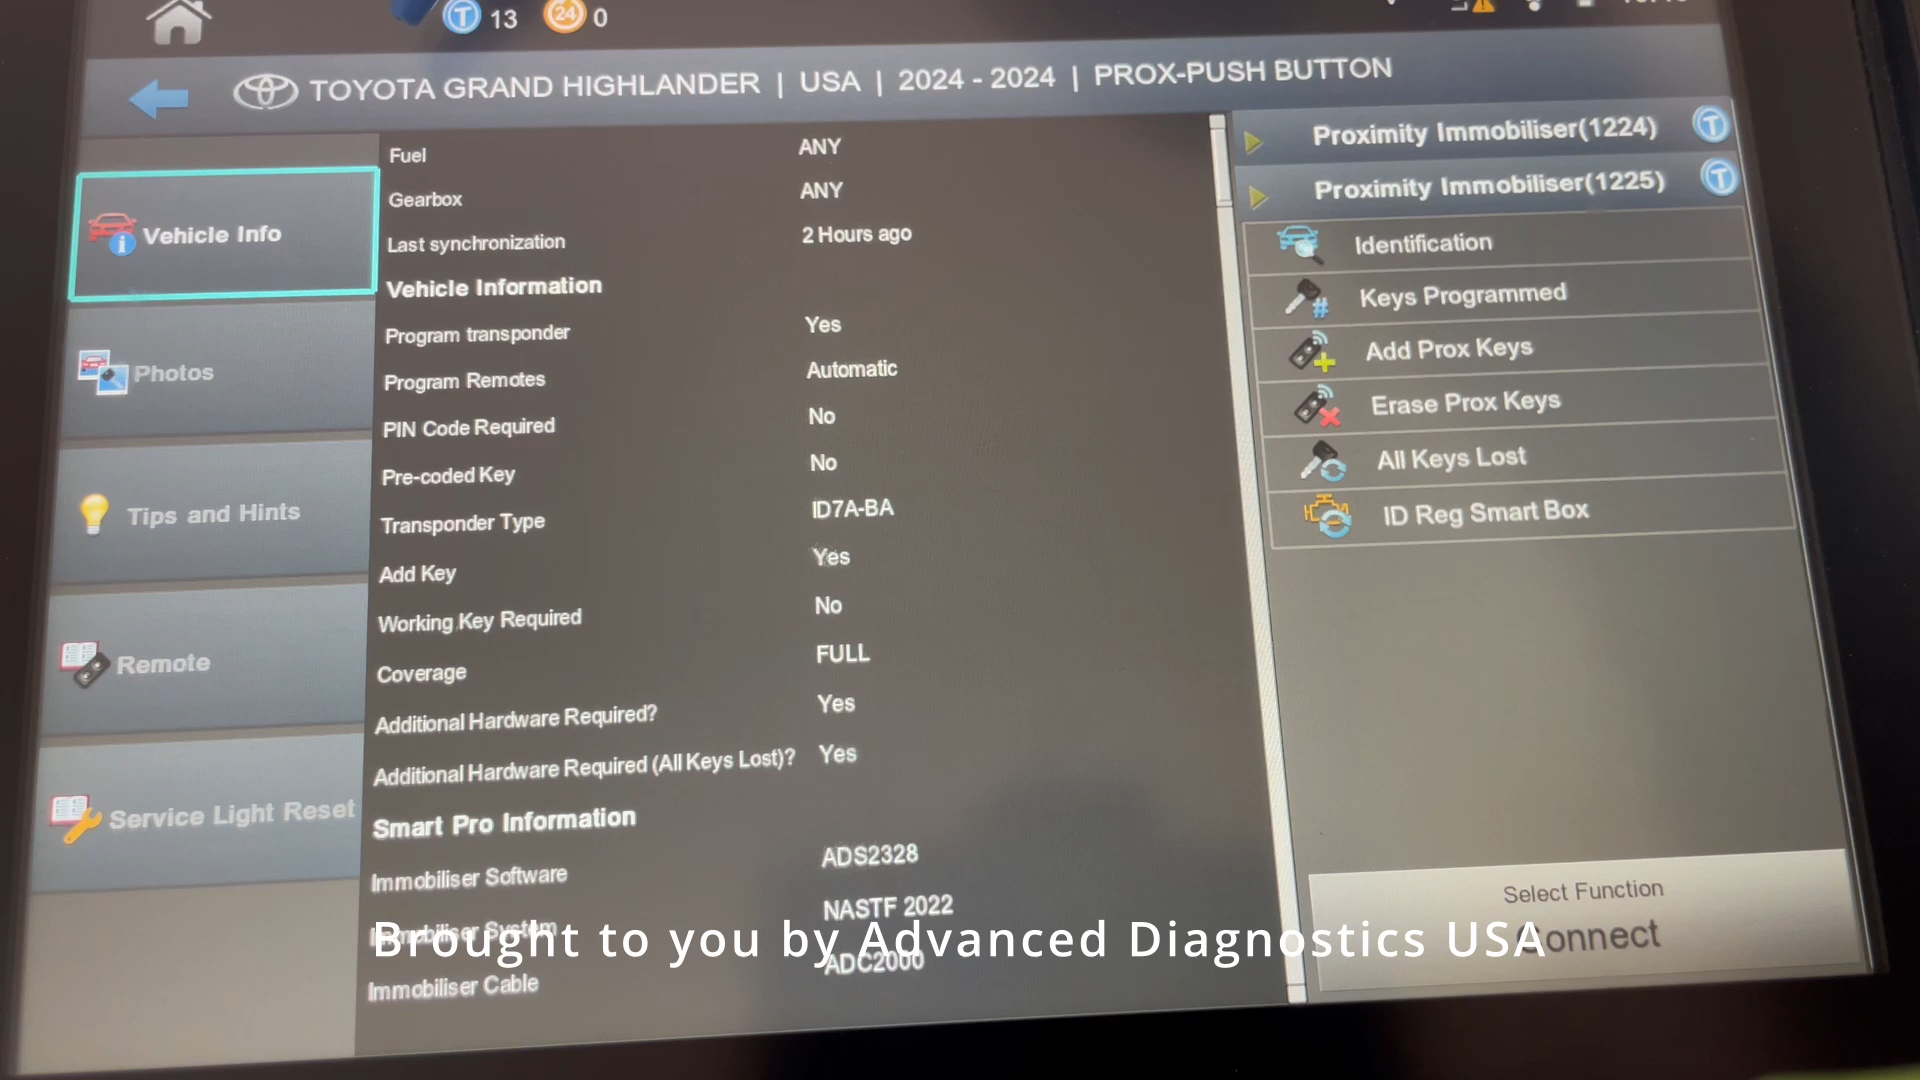 T 13 24 0
TOYOTA GRAND HIGHLANDER | USA | 2024 - 2024 | PROX-PUSH BUTTON
Vehicle Info
Photos
Tips and Hints
Remote
Service Light Reset
Fuel ANY
Gearbox ANY
Last synchronization 2 Hours ago
Vehicle Information
Program transponder Yes
Program Remotes Automatic
PIN Code Required No
Pre-coded Key No
Transponder Type ID7A-BA
Add Key Yes
Working Key Required No
Coverage FULL
Additional Hardware Required? Yes
Additional Hardware Required (All Keys Lost)? Yes
Smart Pro Information
Immobiliser Software ADS2328
Immobiliser System NASTF 2022
Immobiliser Cable ADC2000
Proximity Immobiliser(1224) T
Proximity Immobiliser(1225) T
Identification
Keys Programmed
Add Prox Keys
Erase Prox Keys
All Keys Lost
ID Reg Smart Box
Select Function
Connect
Brought to you by Advanced Diagnostics USA